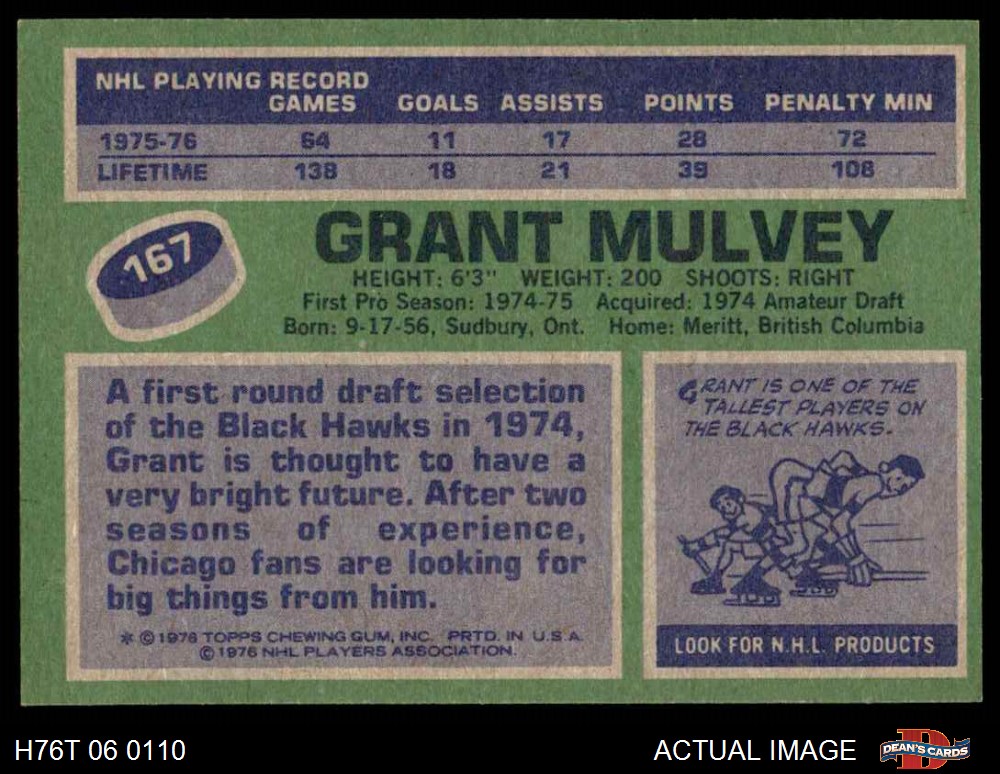 NHL PLAYING RECORD
GAMES GOALS ASSISTS POINTS PENALTY MIN
1975-76 64 11 17 28 72
LIFETIME 138 18 21 39 108
167
GRANT MULVEY
HEIGHT: 6'3" WEIGHT: 200 SHOOTS: RIGHT
First Pro Season: 1974-75 Acquired: 1974 Amateur Draft
Born: 9-17-56, Sudbury, Ont. Home: Meritt, British Columbia
A first round draft selection
of the Black Hawks in 1974,
Grant is thought to have a
very bright future. After two
seasons of experience,
Chicago fans are looking for
big things from him.
* © 1976 TOPPS CHEWING GUM, INC. PRTD. IN U.S.A.
© 1976 NHL PLAYERS ASSOCIATION.
GRANT IS ONE OF THE
TALLEST PLAYERS ON
THE BLACK HAWKS.
LOOK FOR N.H.L. PRODUCTS
H76T 06 0110
ACTUAL IMAGE
DEAN'S CARDS